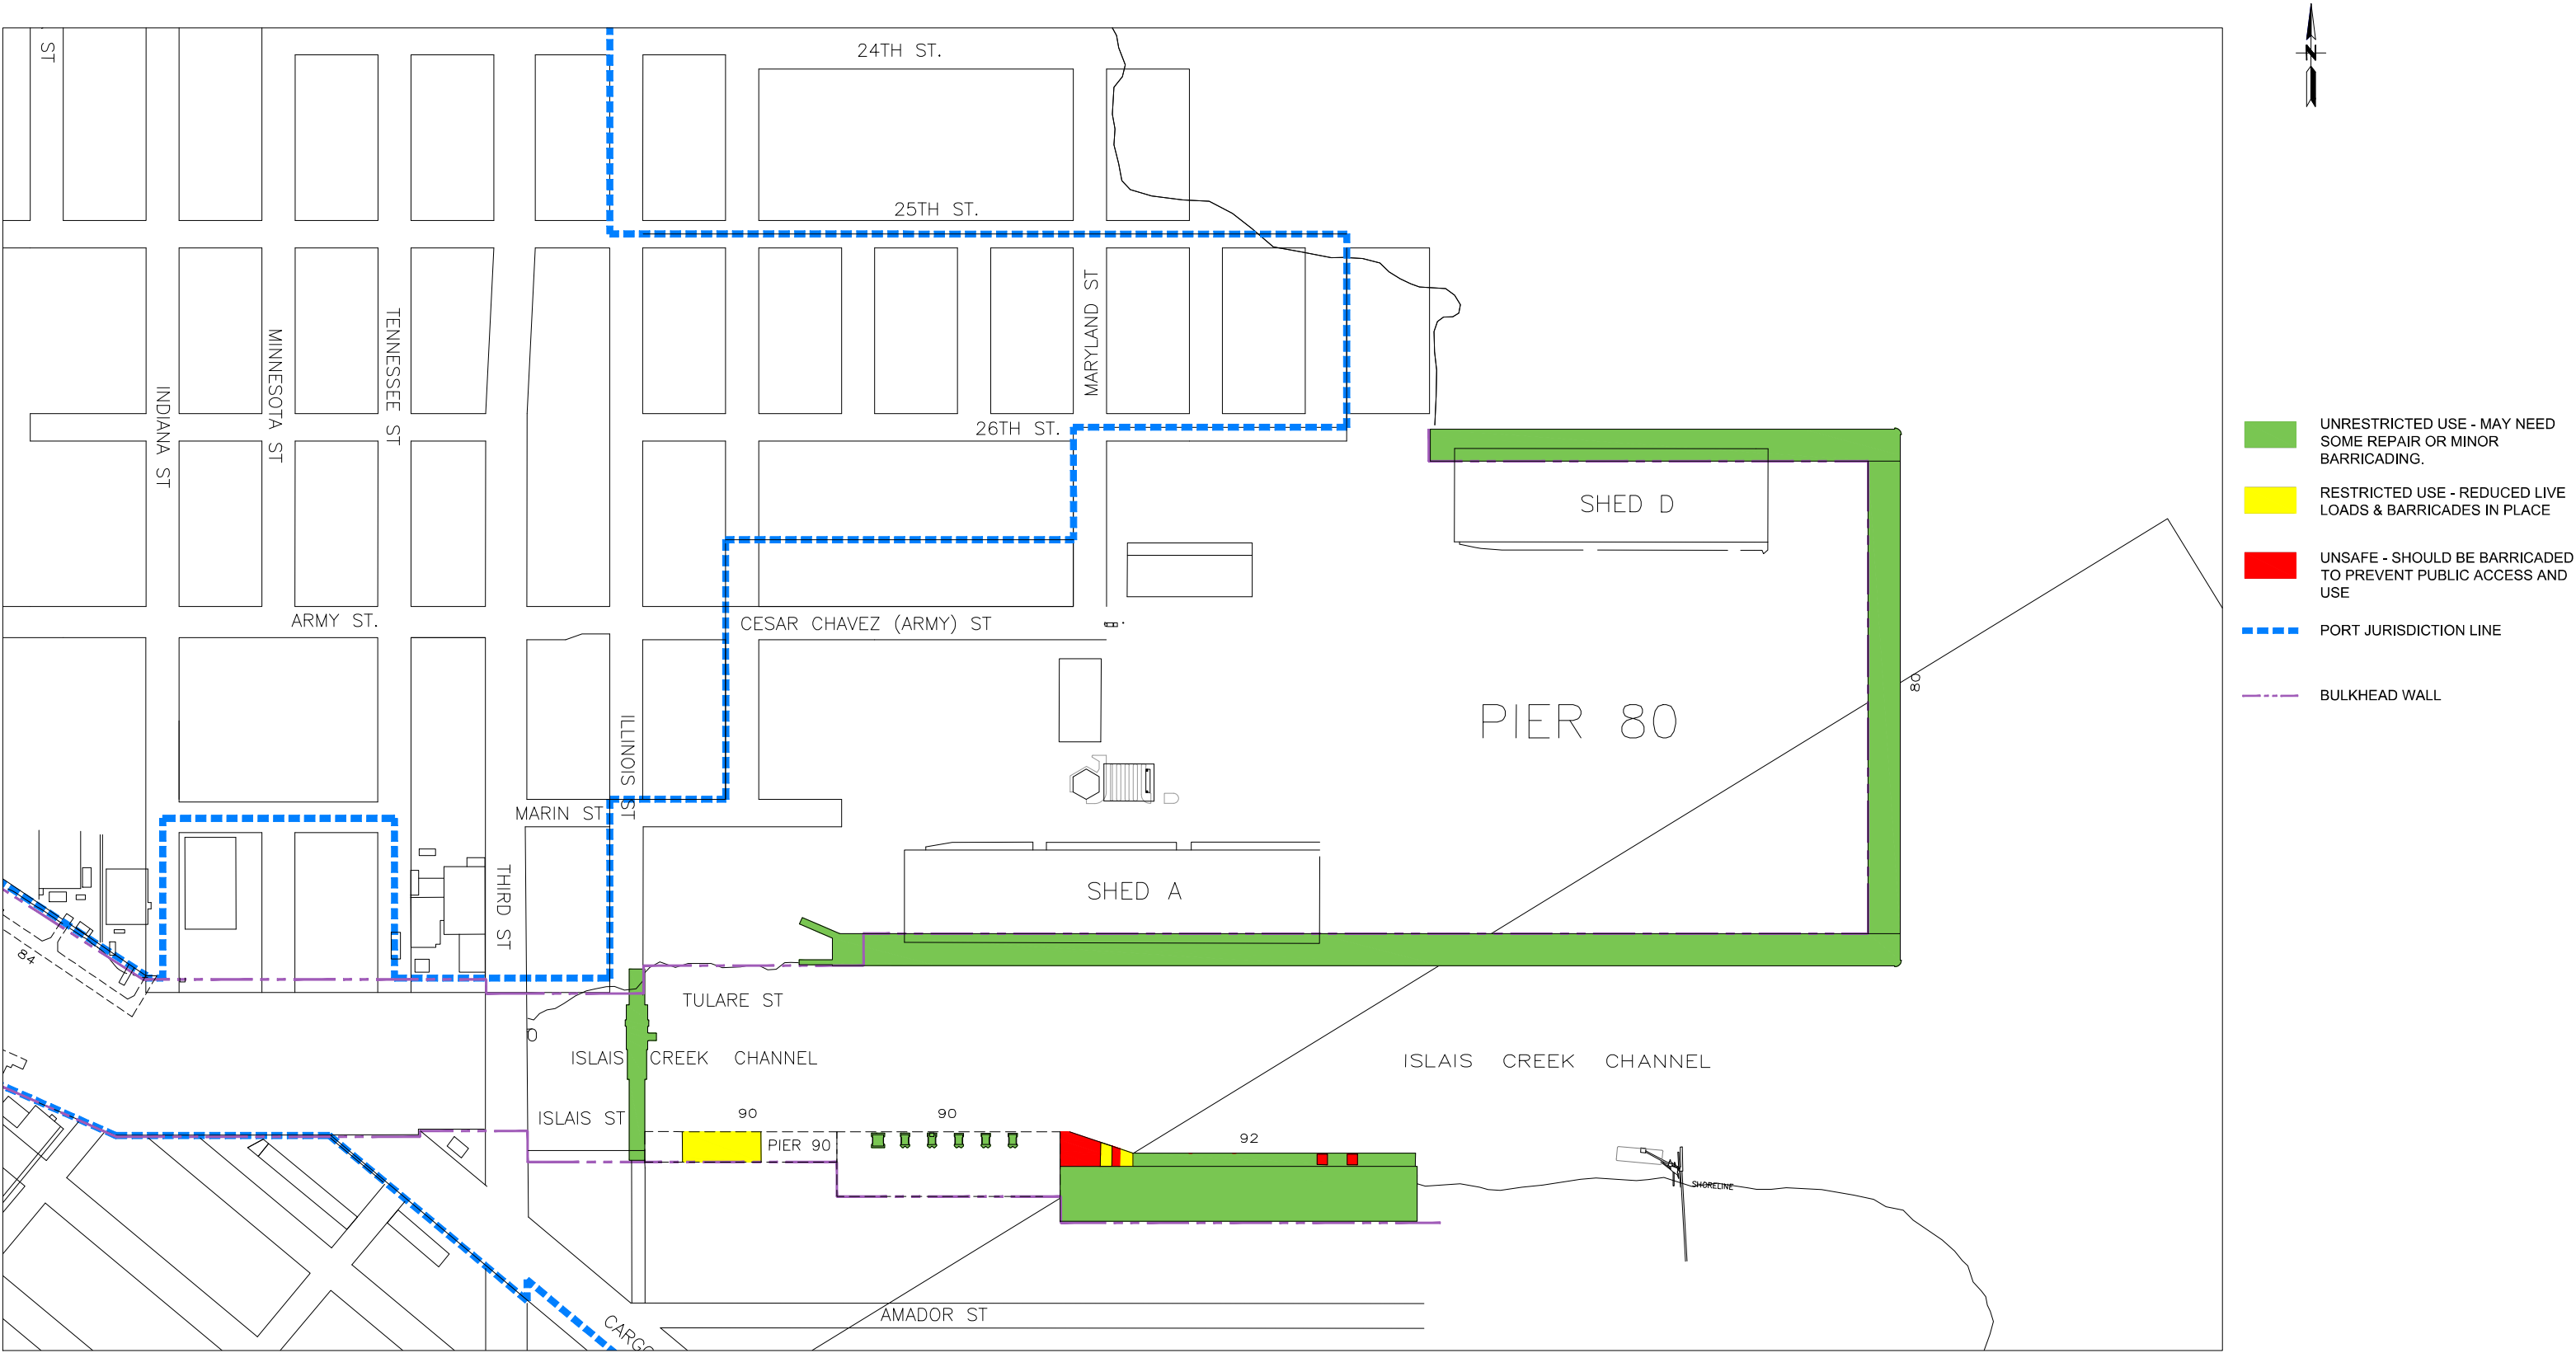 ST
24TH ST.
N
25TH ST.
MARYLAND ST
TENNESSEE ST
MINNESOTA ST
INDIANA ST
26TH ST.
UNRESTRICTED USE - MAY NEED
SOME REPAIR OR MINOR
BARRICADING.
SHED D
RESTRICTED USE - REDUCED LIVE
LOADS & BARRICADES IN PLACE
UNSAFE - SHOULD BE BARRICADED
TO PREVENT PUBLIC ACCESS AND
USE
ARMY ST.
CESAR CHAVEZ (ARMY) ST
PORT JURISDICTION LINE
80
BULKHEAD WALL
PIER 80
ILLINOIS ST
MARIN ST
SHED A
THIRD ST
84
TULARE ST
ISLAIS CREEK CHANNEL
ISLAIS CREEK CHANNEL
ISLAIS ST
90
90
PIER 90
92
SHORELINE
AMADOR ST
CARGO